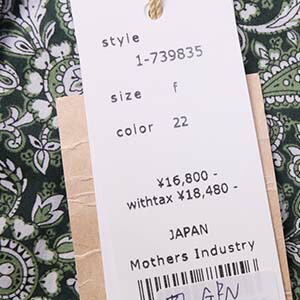 style
1-739835
size f
color 22
¥16,800 -
withtax ¥18,480 -
JAPAN
Mothers Industry